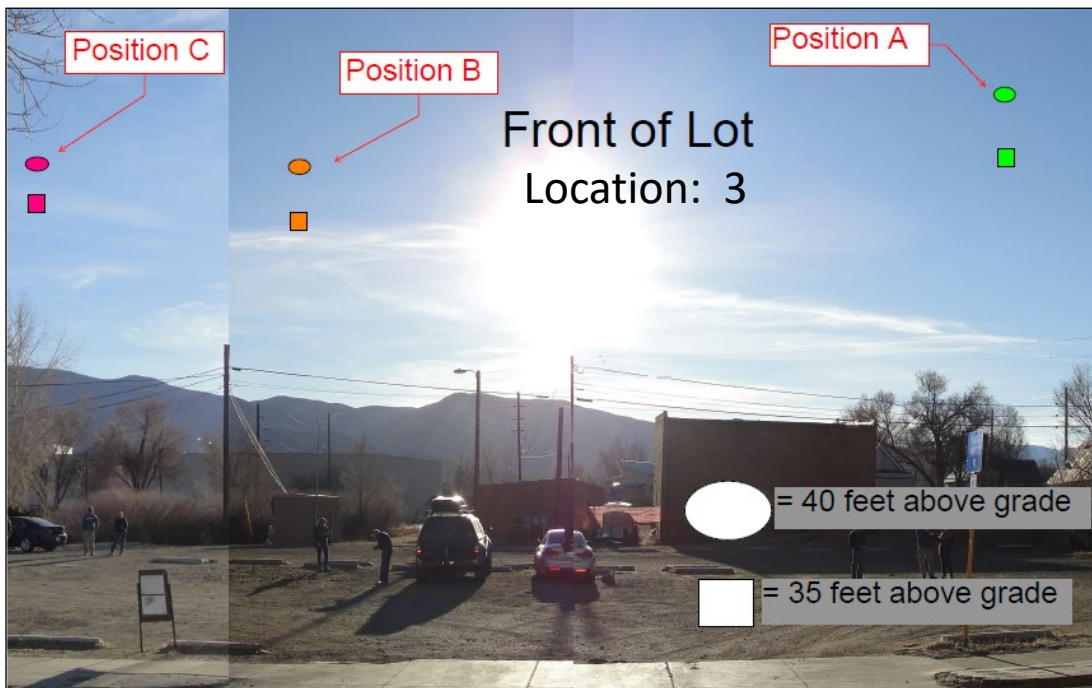 Position C
Position B
Position A
Front of Lot
Location: 3
= 40 feet above grade
= 35 feet above grade